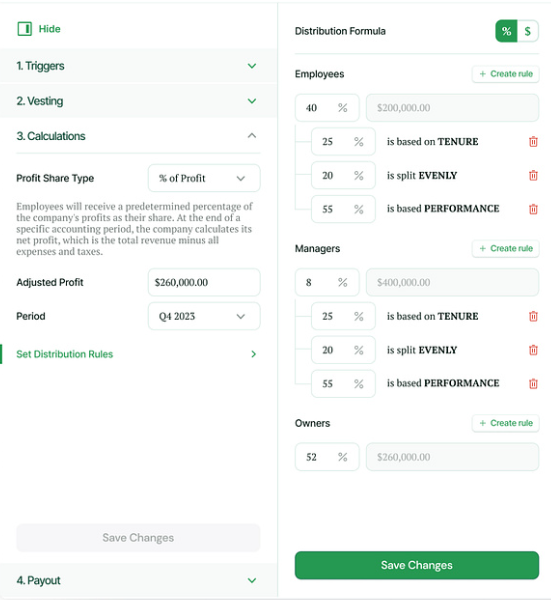 Hide
1. Triggers
2. Vesting
3. Calculations
Profit Share Type
% of Profit
Employees will receive a predetermined percentage of
the company's profits as their share. At the end of a
specific accounting period, the company calculates its
net profit, which is the total revenue minus all
expenses and taxes.
Adjusted Profit
$260,000.00
Period
Q4 2023
Set Distribution Rules
Save Changes
4. Payout
Distribution Formula
% $
Employees
+ Create rule
40 % $200,000.00
25 % is based on TENURE
20 % is split EVENLY
55 % is based PERFORMANCE
Managers
+ Create rule
8 % $400,000.00
25 % is based on TENURE
20 % is split EVENLY
55 % is based PERFORMANCE
Owners
+ Create rule
52 % $260,000.00
Save Changes